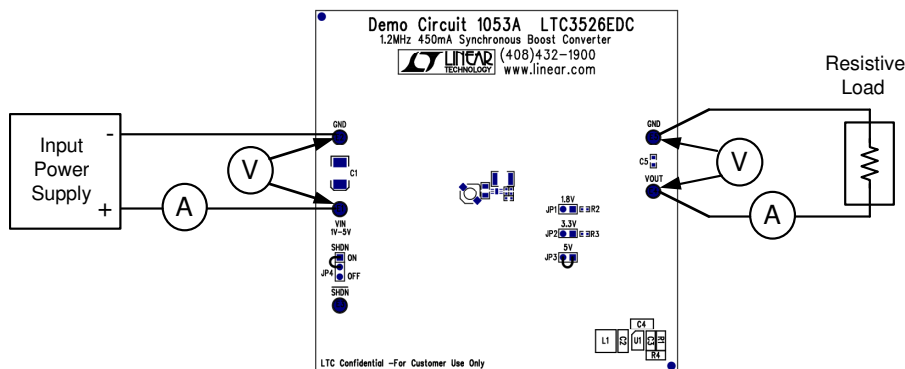 Demo Circuit 1053A LTC3526EDC
1.2MHz 450mA Synchronous Boost Converter
LT LINEAR TECHNOLOGY (408)432-1900
www.linear.com
Input
Power
Supply
-
+
V
A
GND
C1
VIN
1V-5V
SHDN
ON
JP4
OFF
SHDN
1.8V
JP1
R2
3.3V
JP2
R3
5V
JP3
GND
C5
VOUT
V
A
Resistive
Load
C4
L1
C2
U1
C3
R1
R4
LTC Confidential -For Customer Use Only